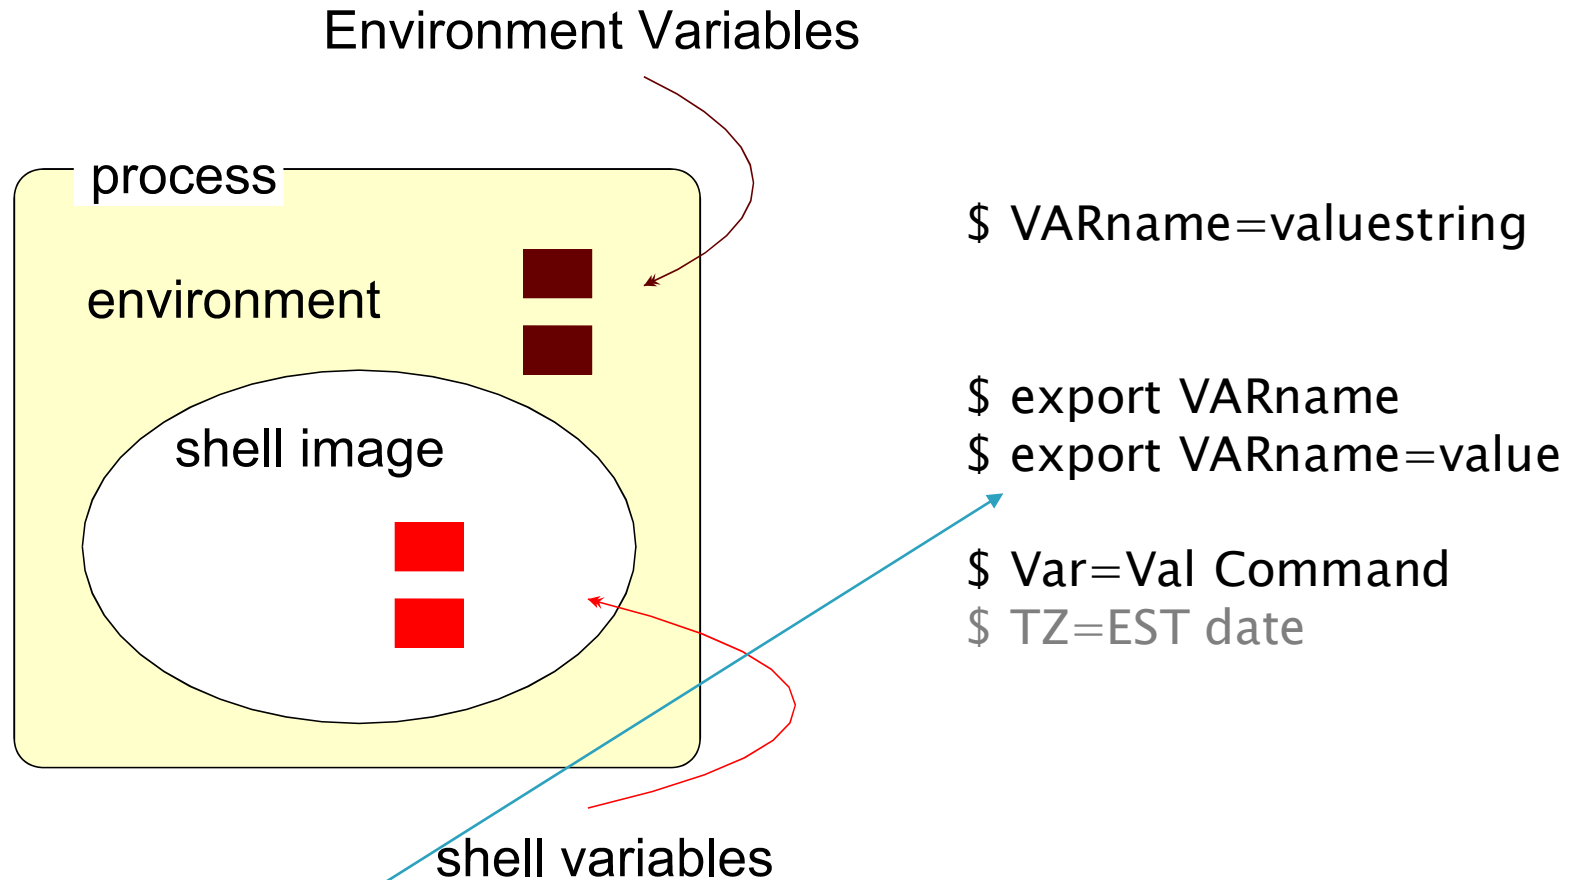 Environment Variables
process
environment
shell image
shell variables
$ VARname=valuestring
$ export VARname
$ export VARname=value
$ Var=Val Command
$ TZ=EST date